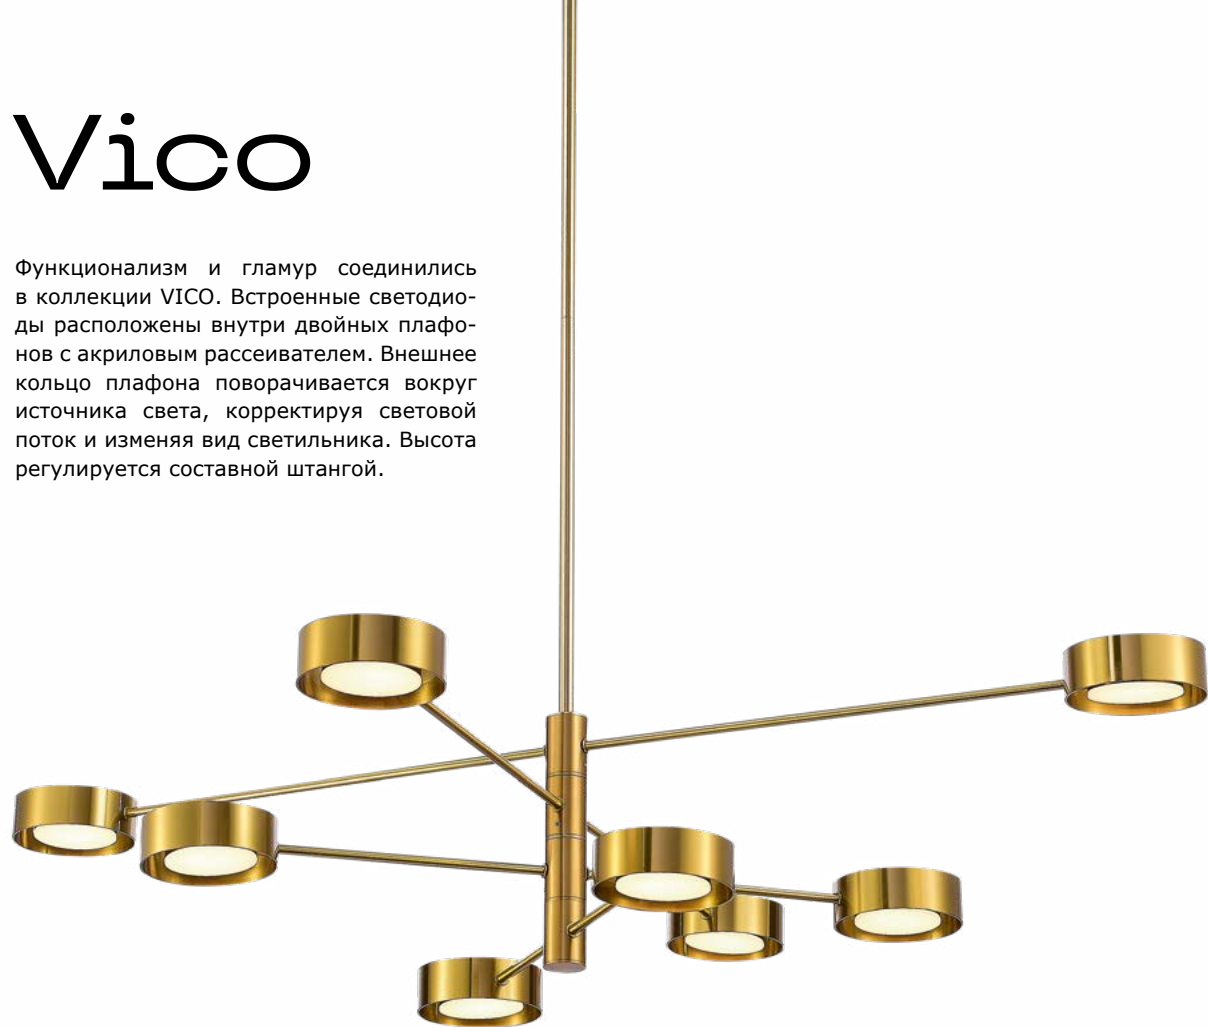 Vico
Функционализм и гламур соединились
в коллекции VICO. Встроенные светодио-
ды расположены внутри двойных плафо-
нов с акриловым рассеивателем. Внешнее
кольцо плафона поворачивается вокруг
источника света, корректируя световой
поток и изменяя вид светильника. Высота
регулируется составной штангой.